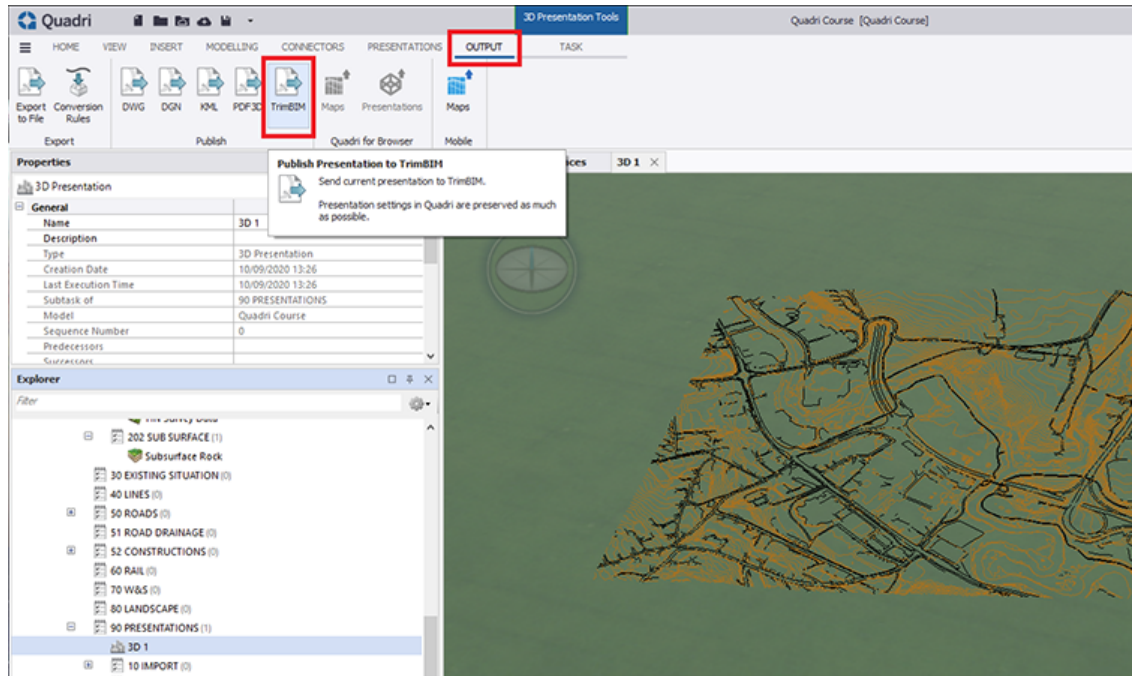 Quadri
3D Presentation Tools
Quadri Course [Quadri Course]
HOME VIEW INSERT MODELLING CONNECTORS PRESENTATIONS OUTPUT TASK
Export to File
Conversion Rules
DWG DGN KML PDF3D TrimBIM Maps Presentations Maps
Export Publish Quadri for Browser Mobile
Properties
ices 3D 1
Publish Presentation to TrimBIM
Send current presentation to TrimBIM.
Presentation settings in Quadri are preserved as much
as possible.
3D Presentation
General
Name 3D 1
Description
Type 3D Presentation
Creation Date 10/09/2020 13:26
Last Execution Time 10/09/2020 13:26
Subtask of 90 PRESENTATIONS
Model Quadri Course
Sequence Number 0
Predecessors
Successors
Explorer
Filter
TIN Survey Data
202 SUB SURFACE (1)
Subsurface Rock
30 EXISTING SITUATION (0)
40 LINES (0)
50 ROADS (0)
51 ROAD DRAINAGE (0)
52 CONSTRUCTIONS (0)
60 RAIL (0)
70 W&S (0)
80 LANDSCAPE (0)
90 PRESENTATIONS (1)
3D 1
10 IMPORT (0)